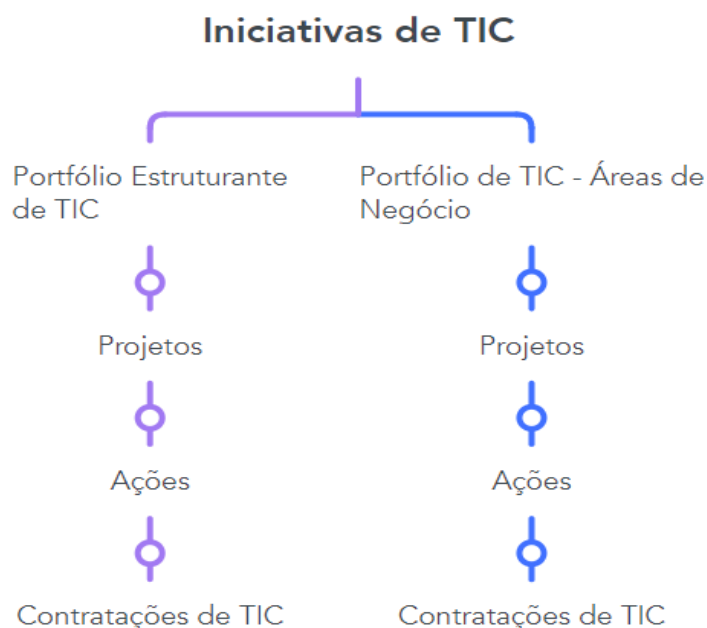 Iniciativas de TIC
Portfólio Estruturante
de TIC
Portfólio de TIC - Áreas de
Negócio
Projetos
Projetos
Ações
Ações
Contratações de TIC
Contratações de TIC